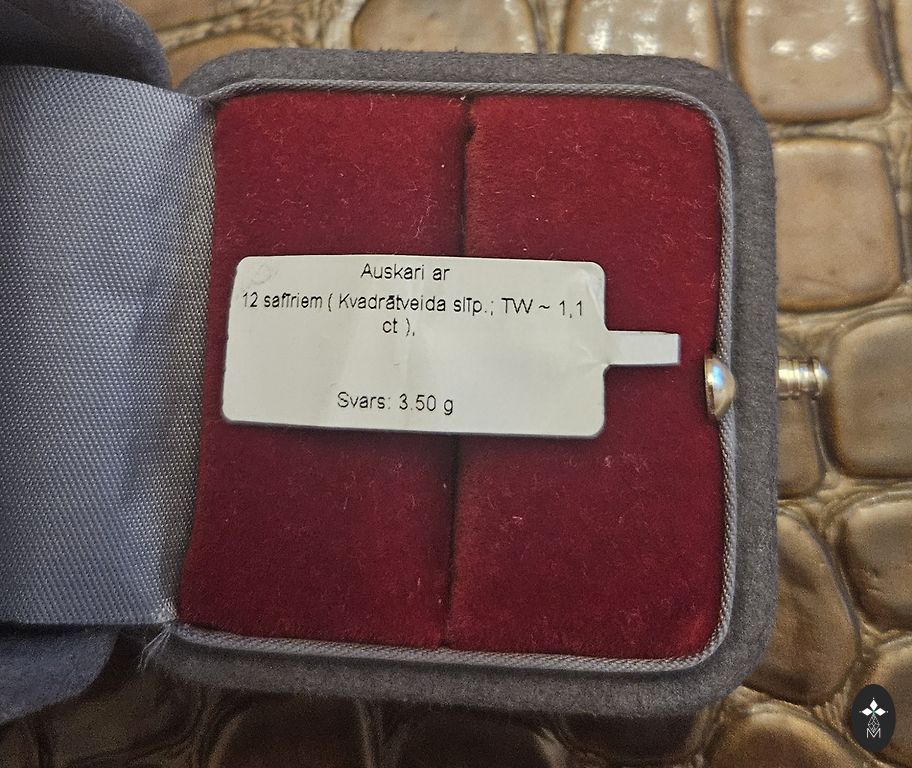 Auskari ar
12 safīriem ( Kvadrātveida slīp.; TW ~ 1,1
ct ),
Svars: 3.50 g
M